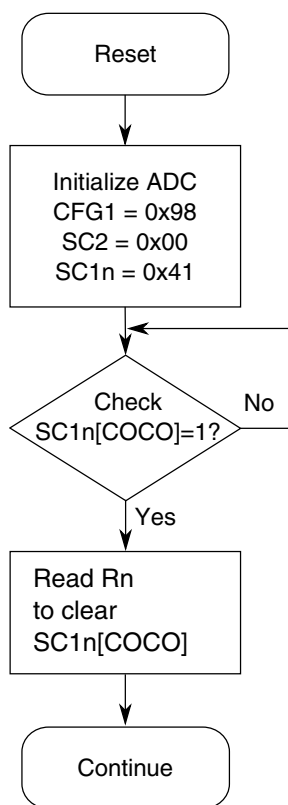 Reset
Initialize ADC
CFG1 = 0x98
SC2 = 0x00
SC1n = 0x41
Check
SC1n[COCO]=1?
No
Yes
Read Rn
to clear
SC1n[COCO]
Continue